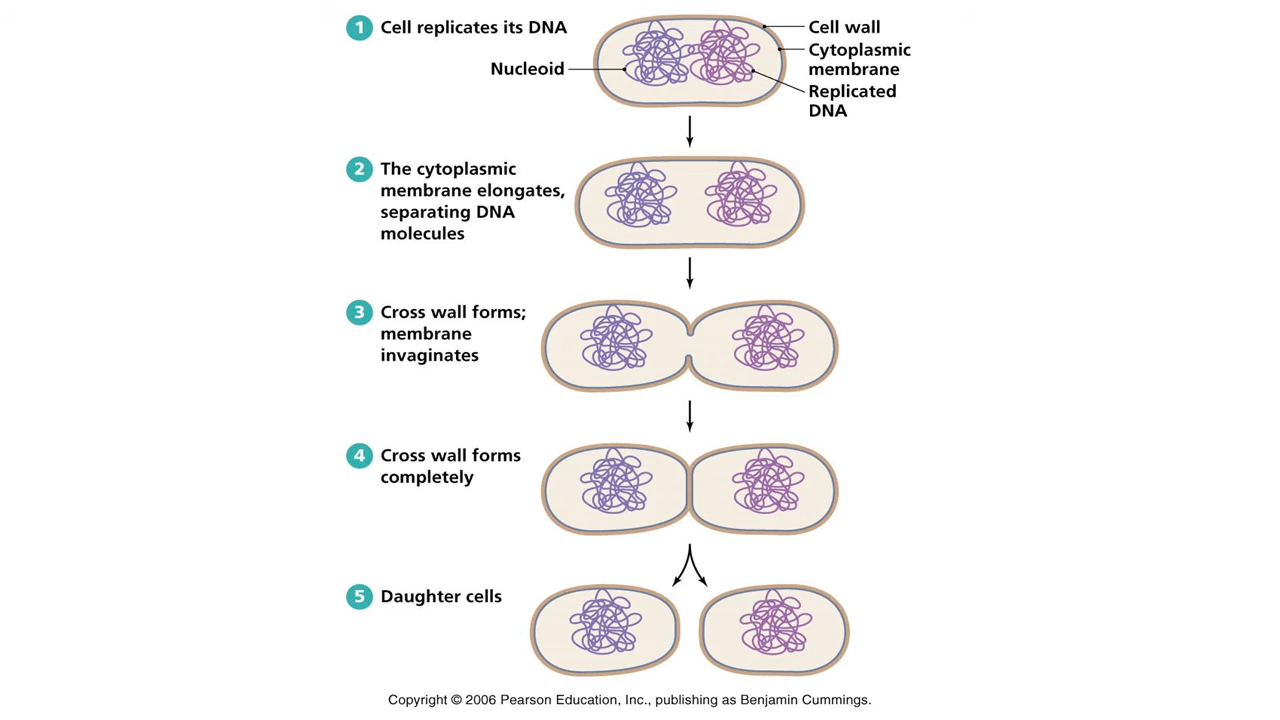 1 Cell replicates its DNA
Cell wall
Cytoplasmic
membrane
Nucleoid
Replicated
DNA
2 The cytoplasmic
membrane elongates,
separating DNA
molecules
3 Cross wall forms;
membrane
invaginates
4 Cross wall forms
completely
5 Daughter cells
Copyright © 2006 Pearson Education, Inc., publishing as Benjamin Cummings.